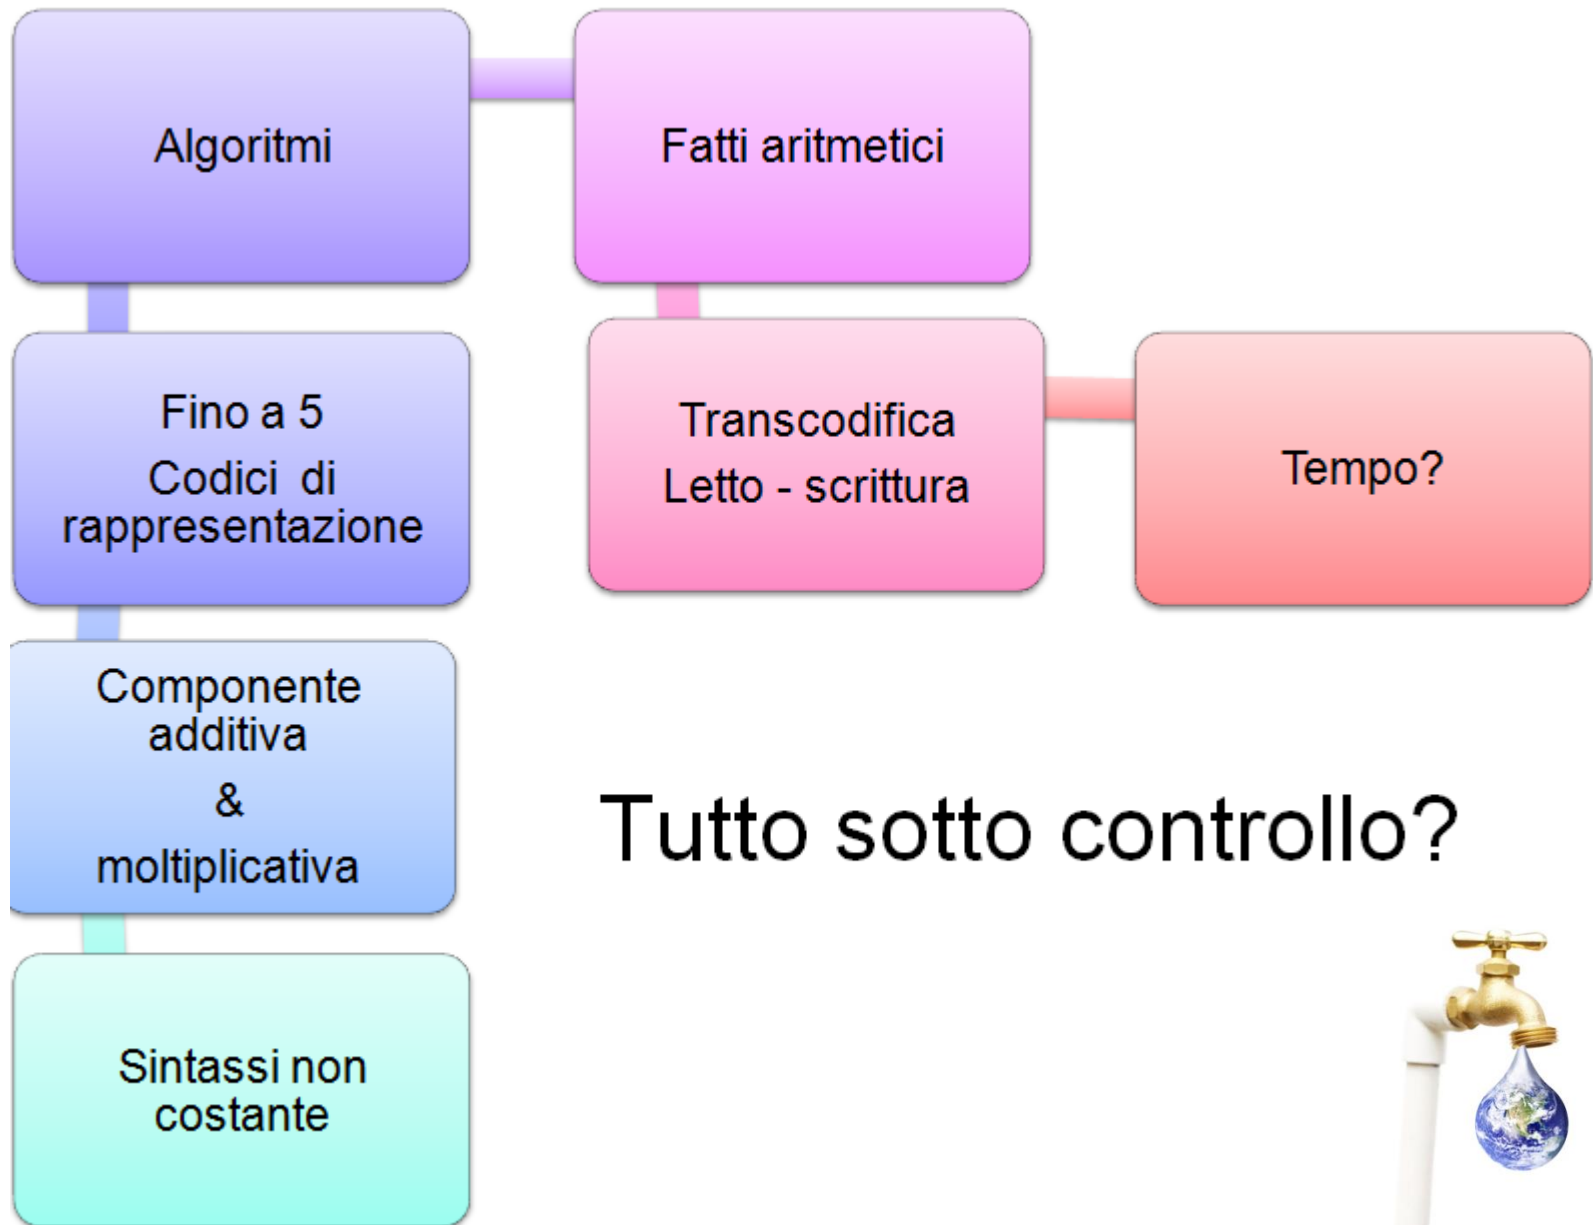 Algoritmi
Fatti aritmetici
Fino a 5
Codici di
rappresentazione
Transcodifica
Letto - scrittura
Tempo?
Componente
additiva
&
moltiplicativa
Tutto sotto controllo?
Sintassi non
costante